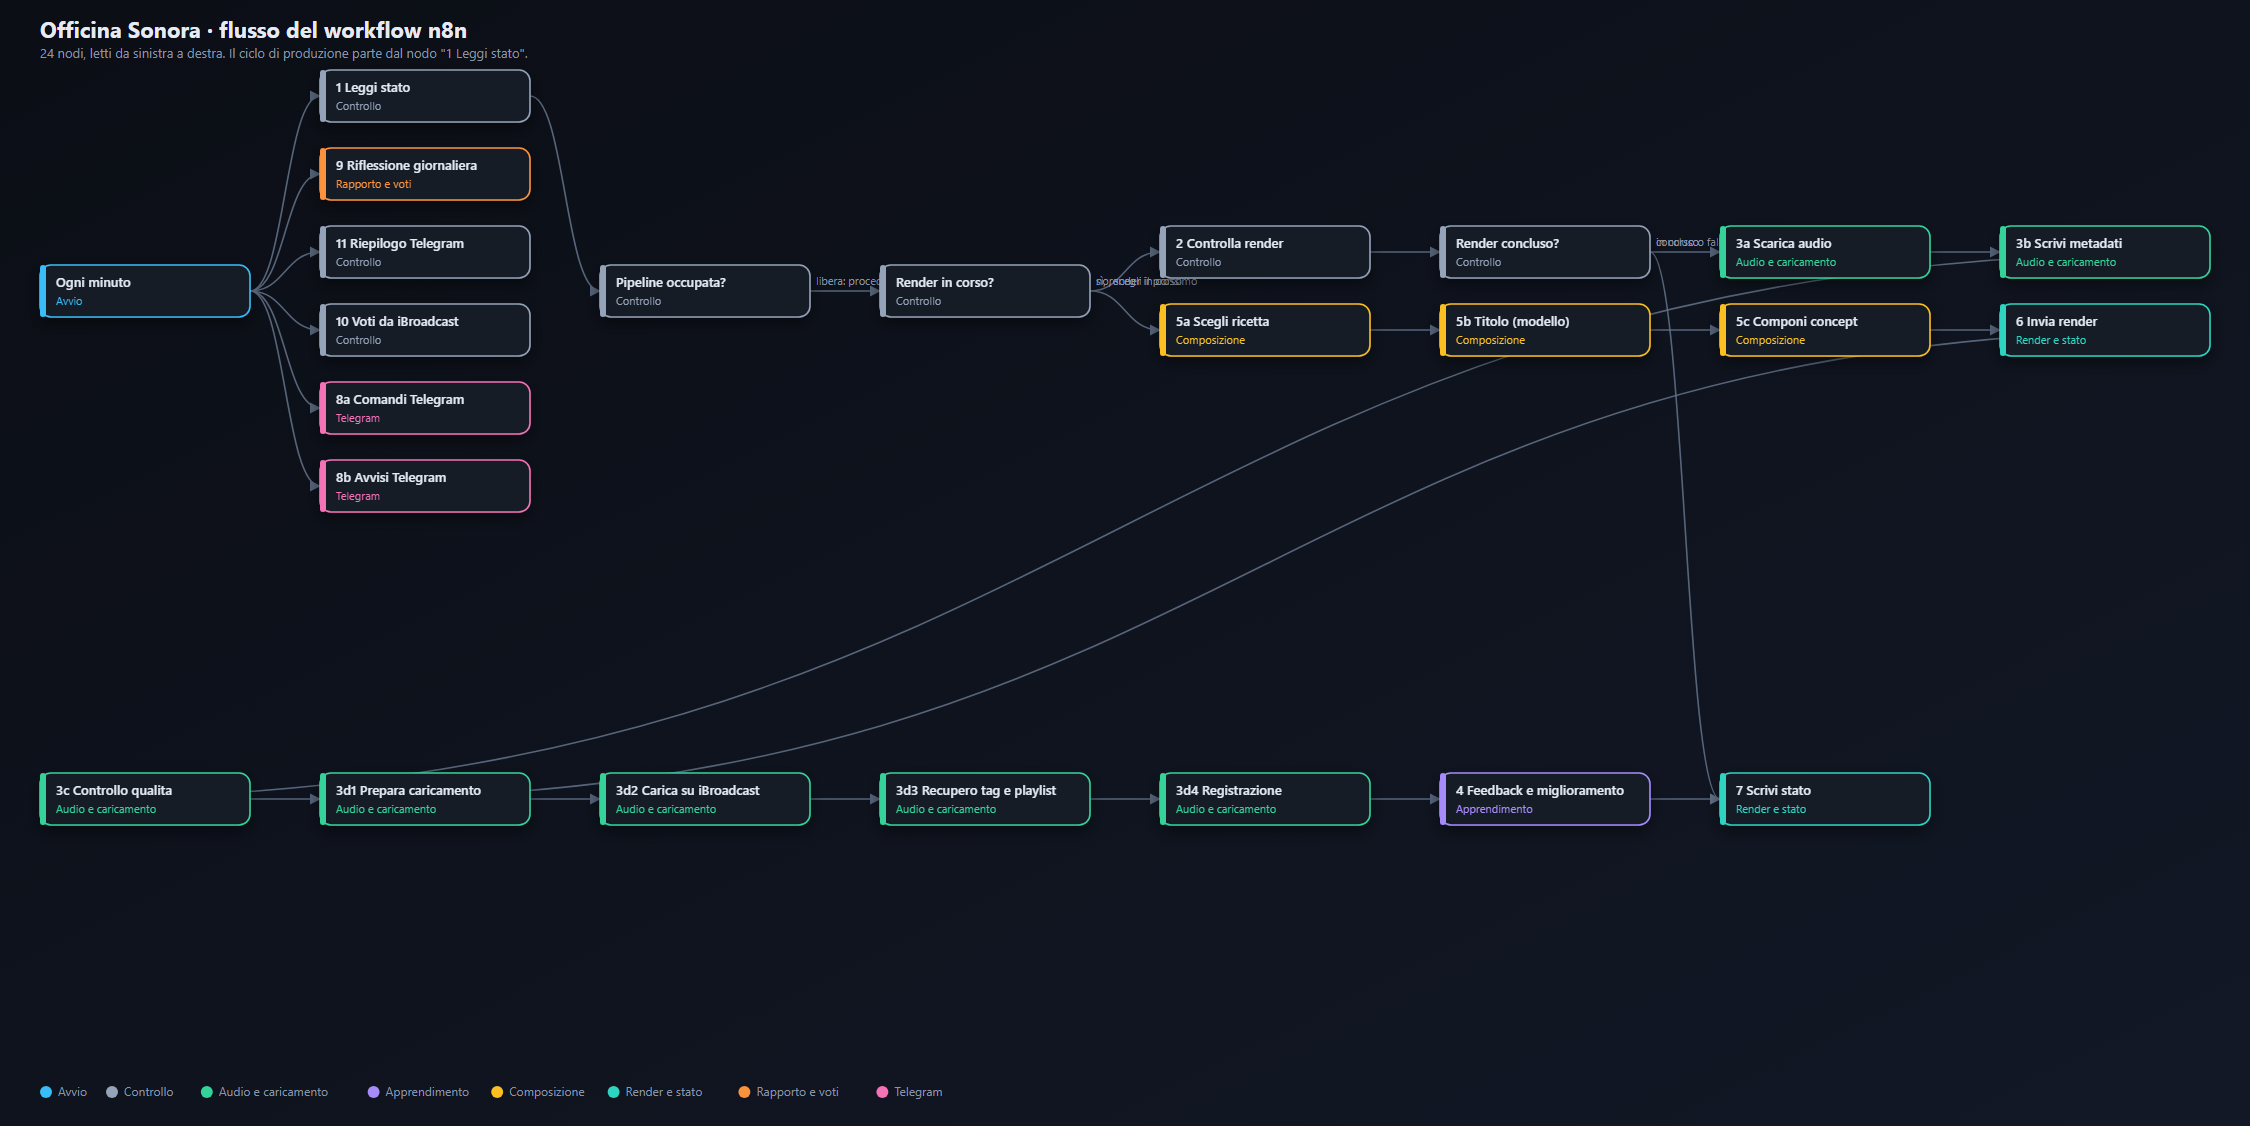 Officina Sonora · flusso del workflow n8n
24 nodi, letti da sinistra a destra. Il ciclo di produzione parte dal nodo "1 Leggi stato".
1 Leggi stato
Controllo
9 Riflessione giornaliera
Rapporto e voti
11 Riepilogo Telegram
Controllo
10 Voti da iBroadcast
Controllo
8a Comandi Telegram
Telegram
8b Avvisi Telegram
Telegram
Ogni minuto
Avvio
Pipeline occupata?
Controllo
libera: proced
Render in corso?
Controllo
2 Controlla render
Controllo
Render concluso?
Controllo
3a Scarica audio
Audio e caricamento
3b Scrivi metadati
Audio e caricamento
5a Scegli ricetta
Composizione
5b Titolo (modello)
Composizione
5c Componi concept
Composizione
6 Invia render
Render e stato
3c Controllo qualita
Audio e caricamento
3d1 Prepara caricamento
Audio e caricamento
3d2 Carica su iBroadcast
Audio e caricamento
3d3 Recupero tag e playlist
Audio e caricamento
3d4 Registrazione
Audio e caricamento
4 Feedback e miglioramento
Apprendimento
7 Scrivi stato
Render e stato
Avvio
Controllo
Audio e caricamento
Apprendimento
Composizione
Render e stato
Rapporto e voti
Telegram